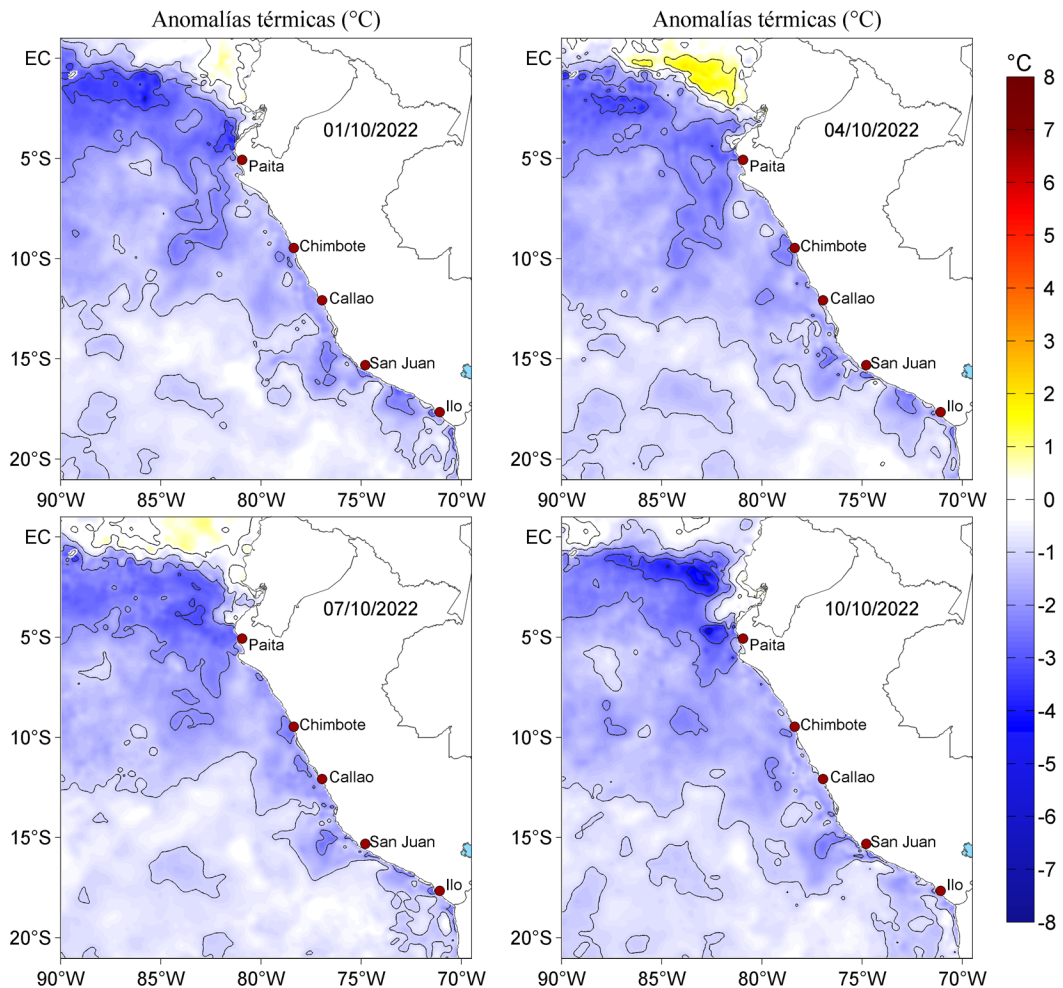 Anomalías térmicas (°C)
Anomalías térmicas (°C)
EC
5°S
10°S
15°S
20°S
90°W
85°W
80°W
75°W
70°W
01/10/2022
Paita
Chimbote
Callao
San Juan
Ilo
EC
5°S
10°S
15°S
20°S
90°W
85°W
80°W
75°W
70°W
04/10/2022
Paita
Chimbote
Callao
San Juan
Ilo
EC
5°S
10°S
15°S
20°S
90°W
85°W
80°W
75°W
70°W
07/10/2022
Paita
Chimbote
Callao
San Juan
Ilo
EC
5°S
10°S
15°S
20°S
90°W
85°W
80°W
75°W
70°W
10/10/2022
Paita
Chimbote
Callao
San Juan
Ilo
°C
8
7
6
5
4
3
2
1
0
-1
-2
-3
-4
-5
-6
-7
-8